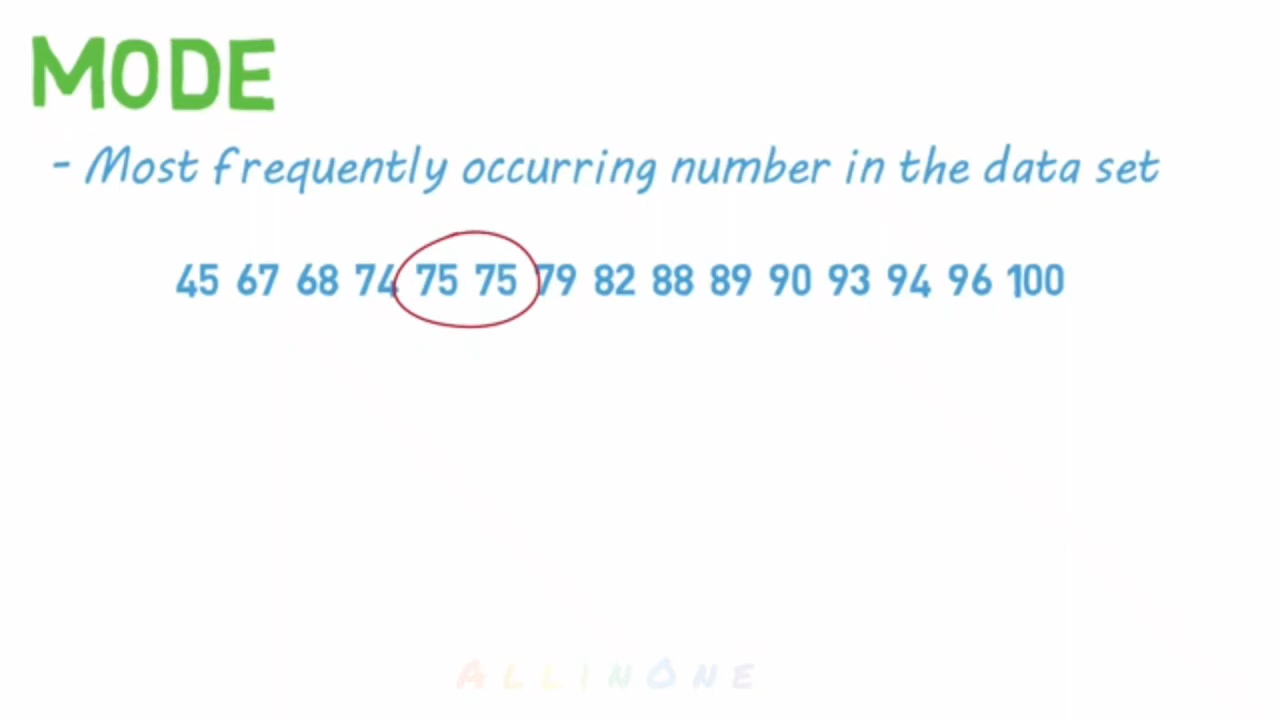 MODE
- Most frequently occurring number in the data set
45 67 68 74 75 75 79 82 88 89 90 93 94 96 100
ALLINONE